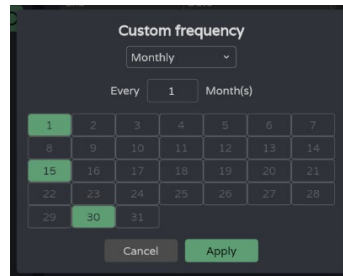 Custom frequency
Monthly
Every 1 Month(s)
1 2 3 4 5 6 7
8 9 10 11 12 13 14
15 16 17 18 19 20 21
22 23 24 25 26 27 28
29 30 31
Cancel Apply